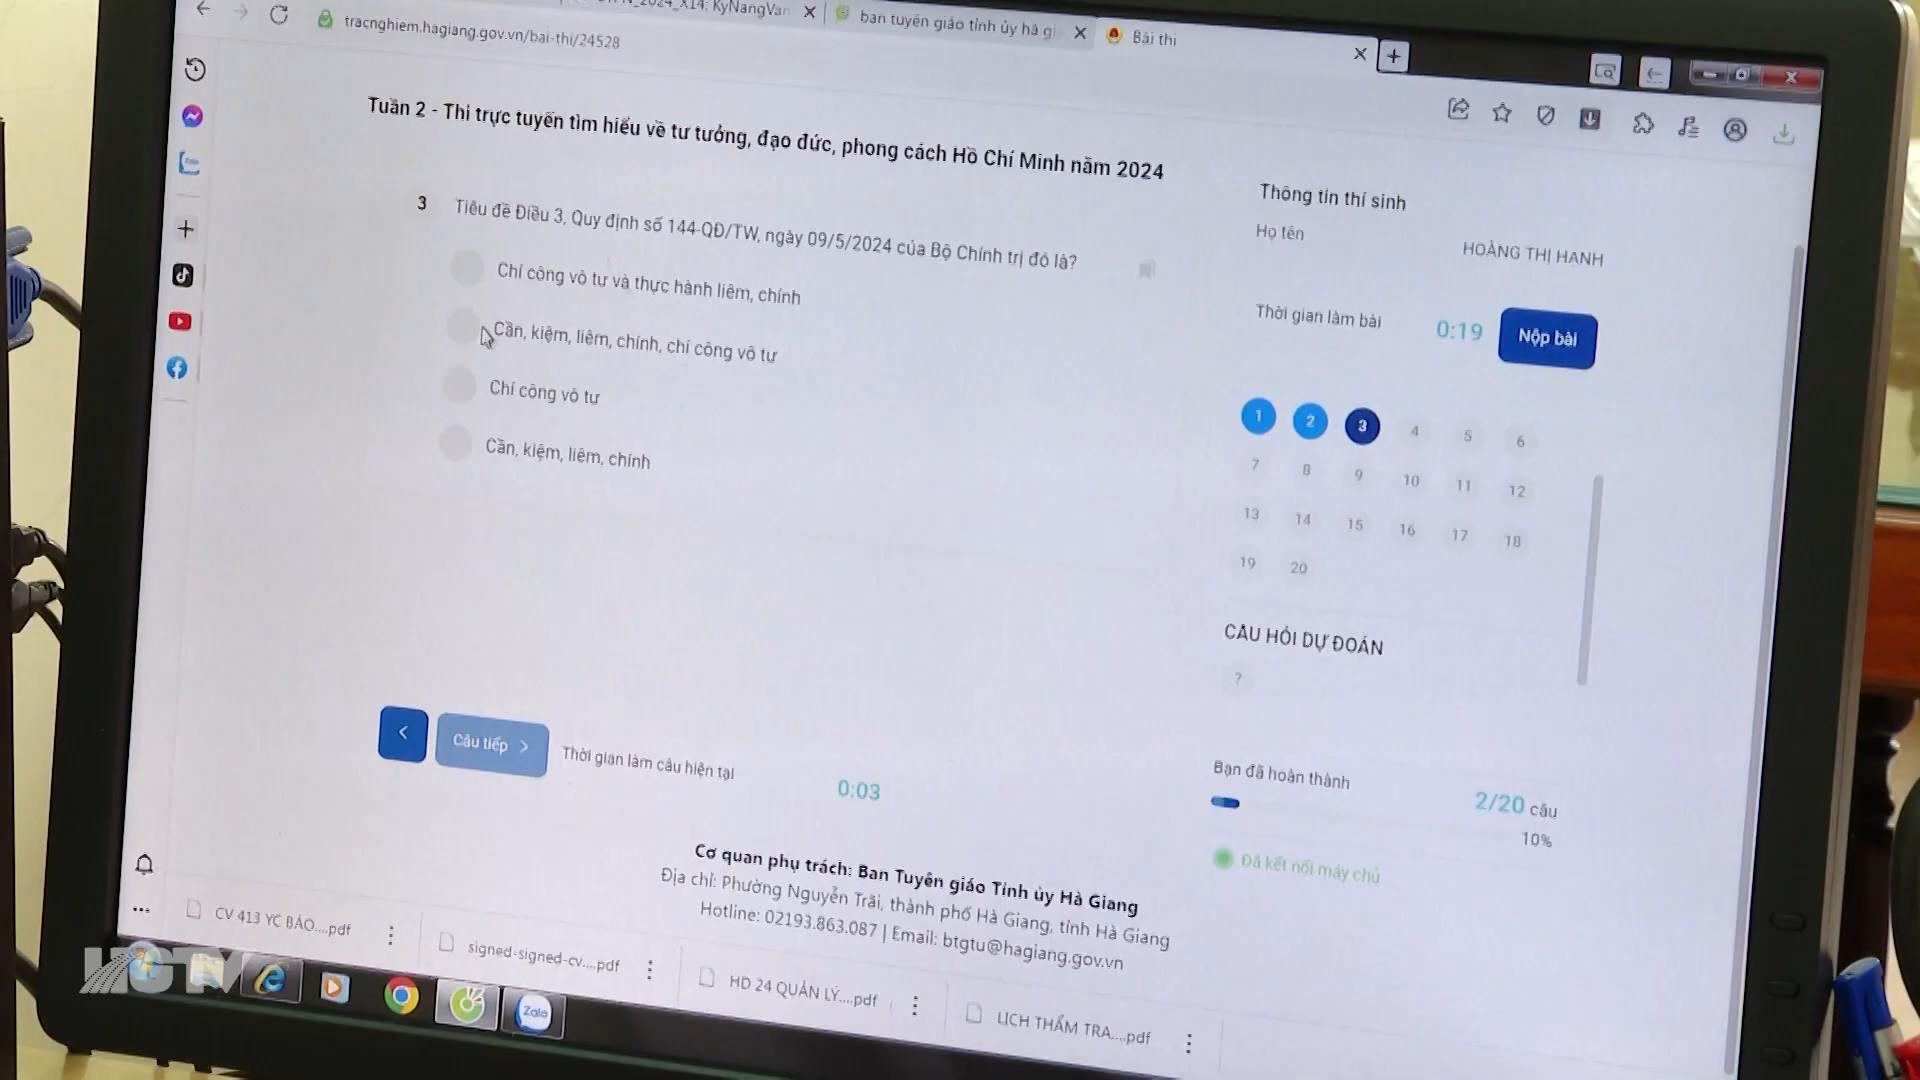 KyNangVan
ban tuyên giáo tỉnh ủy hà gi
Bài thi
tracnghiem.hagiang.gov.vn/bai-thi/24528
Tuần 2 - Thi trực tuyến tìm hiểu về tư tưởng, đạo đức, phong cách Hồ Chí Minh năm 2024
3 Tiêu đề Điều 3, Quy định số 144-QĐ/TW, ngày 09/5/2024 của Bộ Chính trị đó là?
Chí công vô tư và thực hành liêm, chính
Cần, kiệm, liêm, chính, chí công vô tư
Chí công vô tư
Cần, kiệm, liêm, chính
Câu tiếp
Thời gian làm câu hiện tại
0:03
Thông tin thí sinh
Họ tên
HOÀNG THỊ HẠNH
Thời gian làm bài
0:19
Nộp bài
1 2 3 4 5 6
7 8 9 10 11 12
13 14 15 16 17 18
19 20
CÂU HỎI DỰ ĐOÁN
?
Bạn đã hoàn thành
2/20 câu
10%
Đã kết nối máy chủ
Cơ quan phụ trách: Ban Tuyên giáo Tỉnh ủy Hà Giang
Địa chỉ: Phường Nguyễn Trãi, thành phố Hà Giang, tỉnh Hà Giang
Hotline: 02193.863.087 | Email: btgtu@hagiang.gov.vn
CV 413 YC BÁO....pdf
signed-signed-cv....pdf
HD 24 QUẢN LÝ....pdf
LỊCH THẨM TRA....pdf
Zalo
HGTV